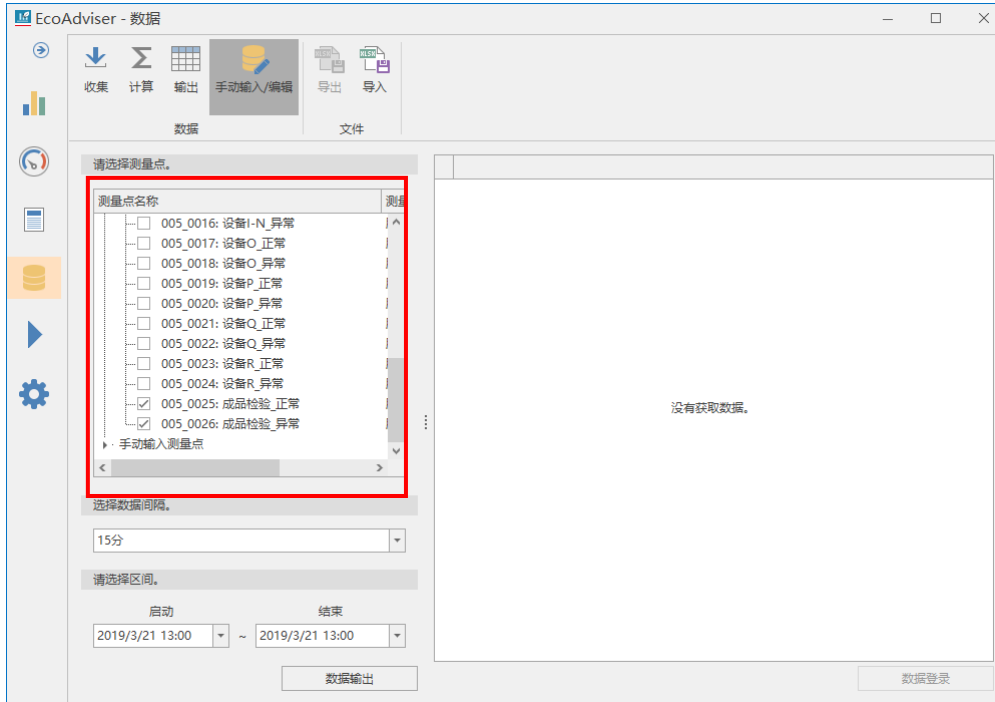 EcoAdviser - 数据
收集 计算 输出 手动输入/编辑 导出 导入
数据 文件
请选择测量点。
测量点名称
005_0016: 设备I-N_异常
005_0017: 设备O_正常
005_0018: 设备O_异常
005_0019: 设备P_正常
005_0020: 设备P_异常
005_0021: 设备Q_正常
005_0022: 设备Q_异常
005_0023: 设备R_正常
005_0024: 设备R_异常
005_0025: 成品检验_正常
005_0026: 成品检验_异常
手动输入测量点
选择数据间隔。
15分
请选择区间。
启动 结束
2019/3/21 13:00 ~ 2019/3/21 13:00
数据输出
没有获取数据。
数据登录